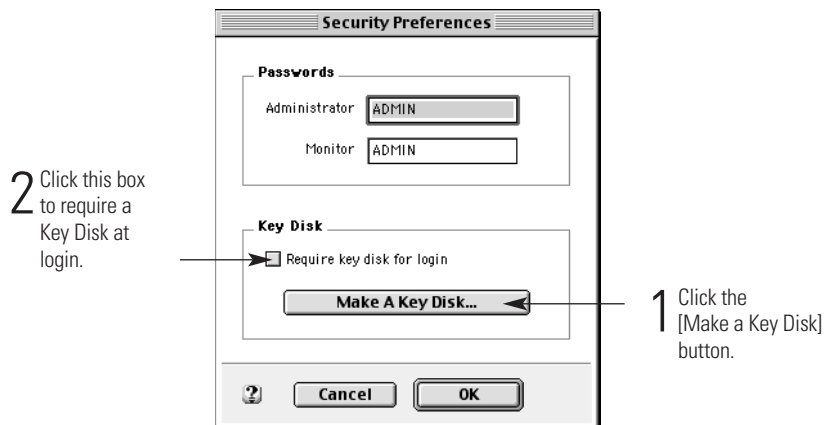 Security Preferences
Passwords
Administrator ADMIN
Monitor ADMIN
2 Click this box
to require a
Key Disk at
login.
Key Disk
Require key disk for login
Make A Key Disk...
1 Click the
[Make a Key Disk]
button.
? Cancel OK